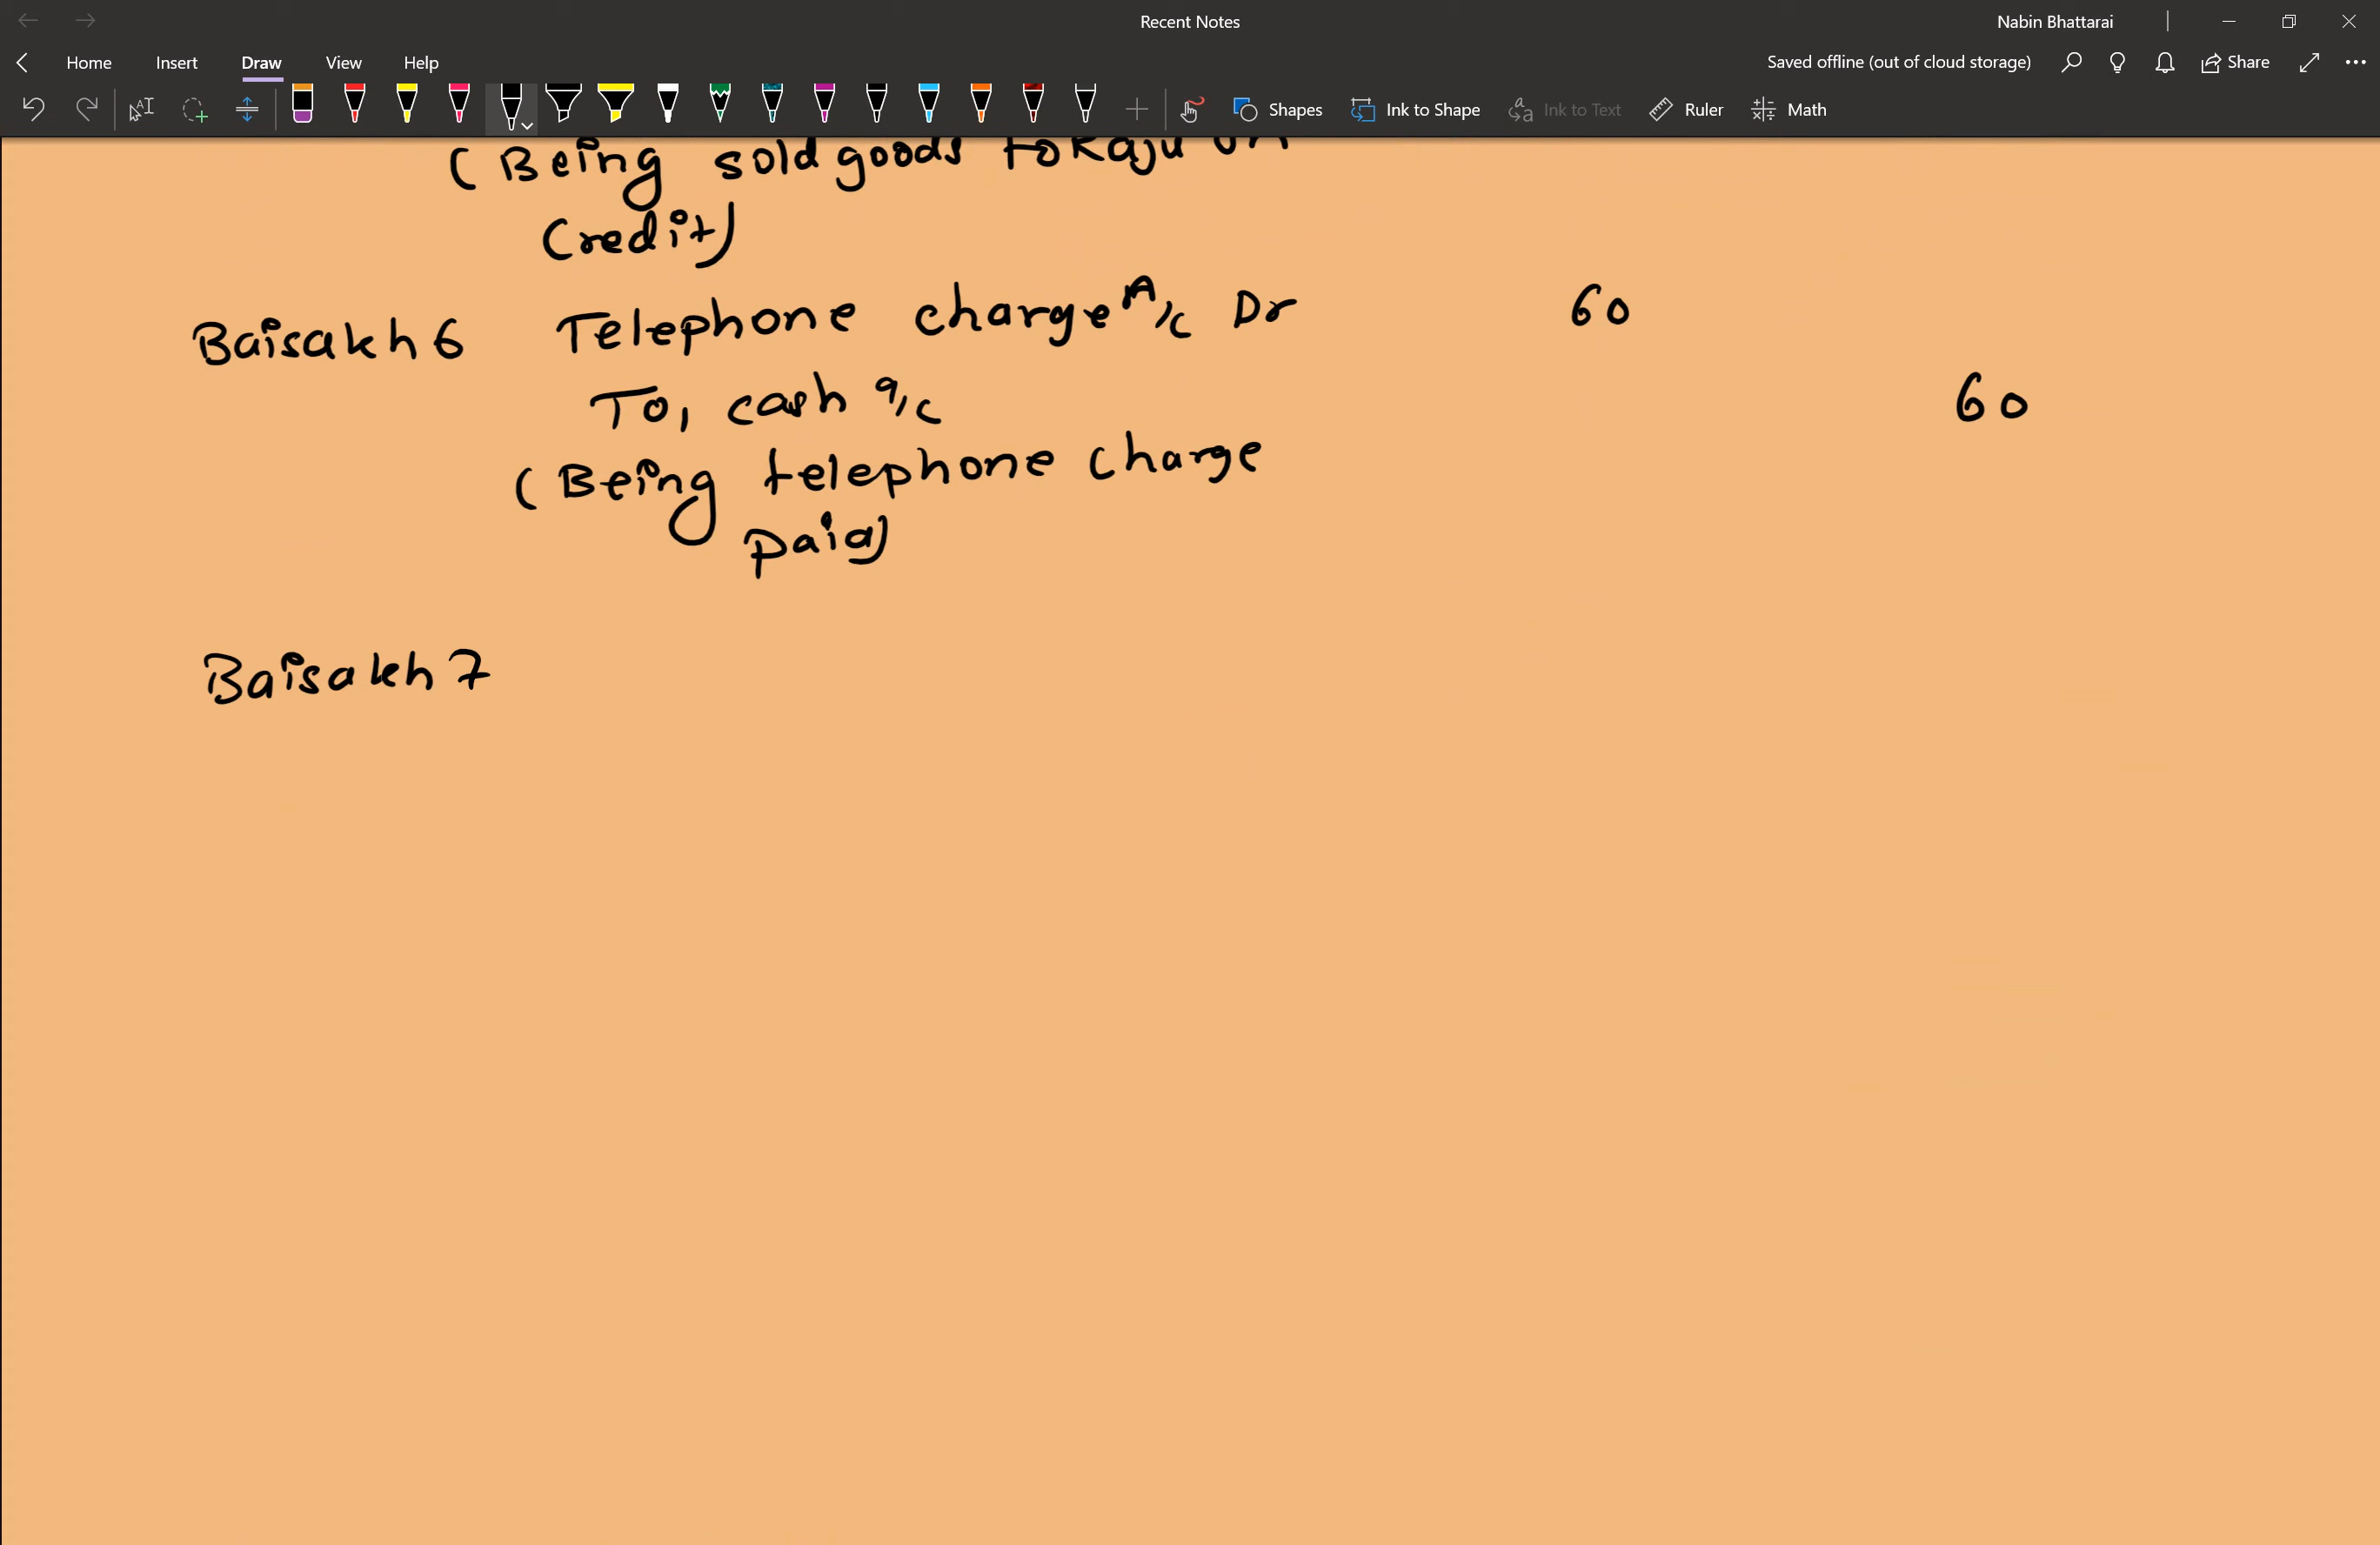 Recent Notes
Nabin Bhattarai
Home Insert Draw View Help
Saved offline (out of cloud storage)
Share
Shapes
Ink to Shape
Ink to Text
Ruler
Math
(Being sold goods to Raju on
Credit)
Baisakh 6 Telephone charge A/c Dr 60
To, cash a/c 60
(Being telephone charge
paid)
Baisakh 7